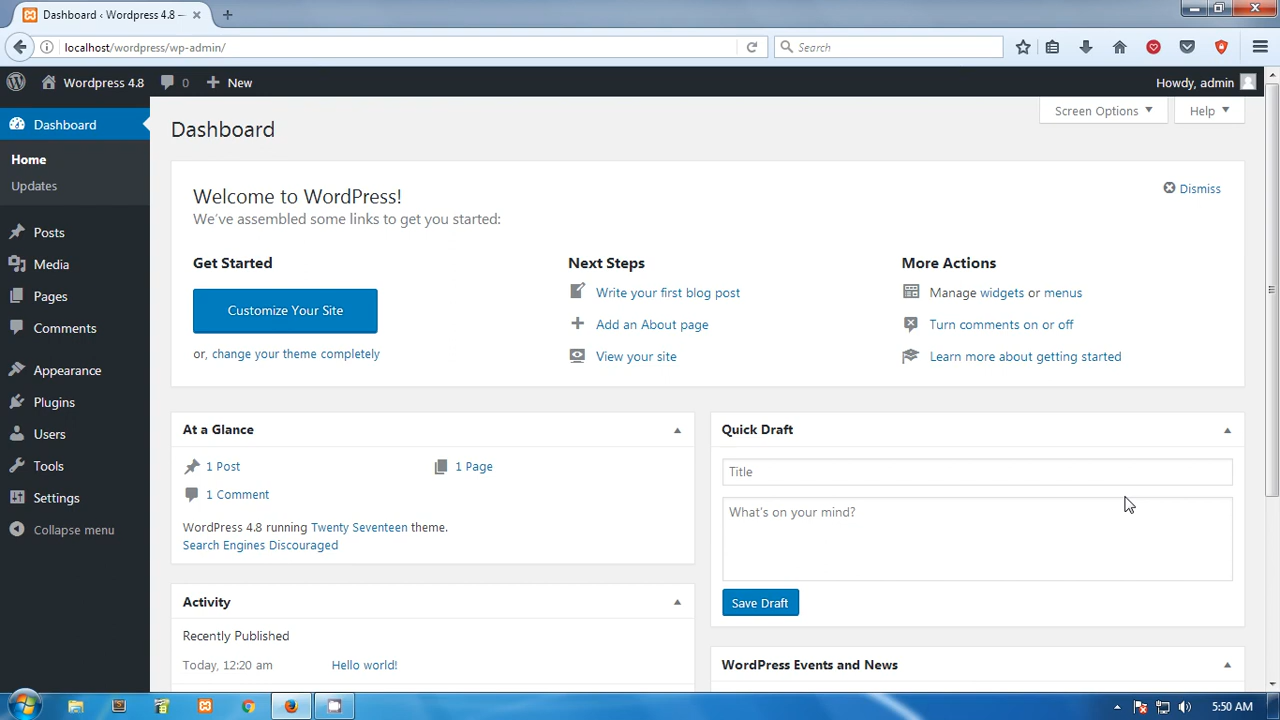 Dashboard ‹ Wordpress 4.8 —
localhost/wordpress/wp-admin/
Search
Wordpress 4.8
0
New
Howdy, admin
Dashboard
Home
Updates
Posts
Media
Pages
Comments
Appearance
Plugins
Users
Tools
Settings
Collapse menu
Screen Options
Help
Dashboard
Welcome to WordPress!
Dismiss
We've assembled some links to get you started:
Get Started
Customize Your Site
or, change your theme completely
Next Steps
Write your first blog post
Add an About page
View your site
More Actions
Manage widgets or menus
Turn comments on or off
Learn more about getting started
At a Glance
1 Post
1 Page
1 Comment
WordPress 4.8 running Twenty Seventeen theme.
Search Engines Discouraged
Activity
Recently Published
Today, 12:20 am
Hello world!
Quick Draft
Title
What's on your mind?
Save Draft
WordPress Events and News
5:50 AM